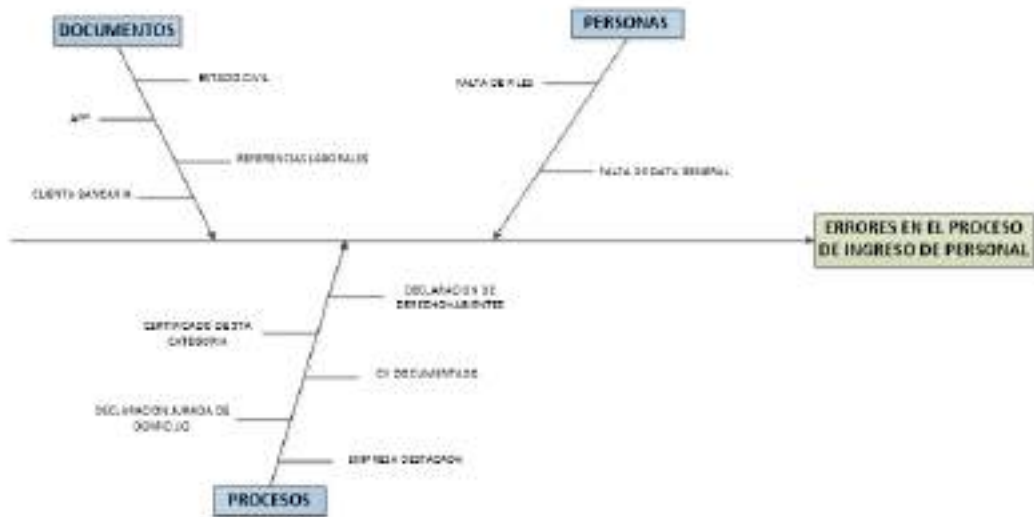 DOCUMENTOS
PERSONAS
ESTADO CIVIL
FALTA DE FILES
AFP
REFERENCIAS LABORALES
FALTA DE DATA GENERAL
CUENTA BANCARIA
ERRORES EN EL PROCESO
DE INGRESO DE PERSONAL
DECLARACION DE
DERECHOHABIENTES
CERTIFICADO DE 5TA
CATEGORIA
CV DOCUMENTADO
DECLARACION JURADA DE
DOMICILIO
EMPRESA
PROCESOS